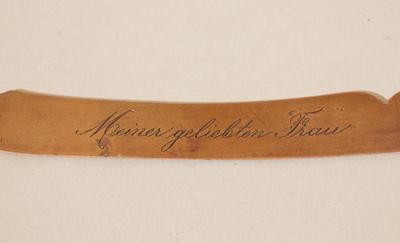 Meiner geliebten Frau